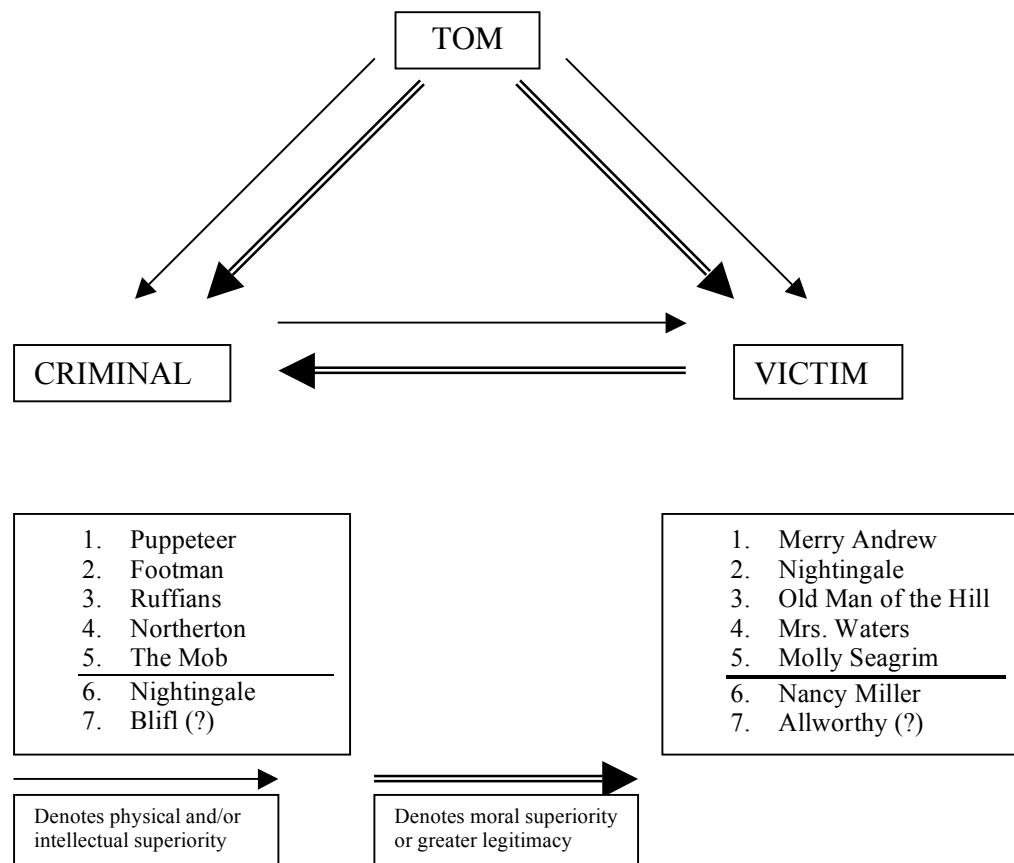 TOM
CRIMINAL
VICTIM
1. Puppeteer
2. Footman
3. Ruffians
4. Northerton
5. The Mob
6. Nightingale
7. Blifl (?)
1. Merry Andrew
2. Nightingale
3. Old Man of the Hill
4. Mrs. Waters
5. Molly Seagrim
6. Nancy Miller
7. Allworthy (?)
Denotes physical and/or
intellectual superiority
Denotes moral superiority
or greater legitimacy